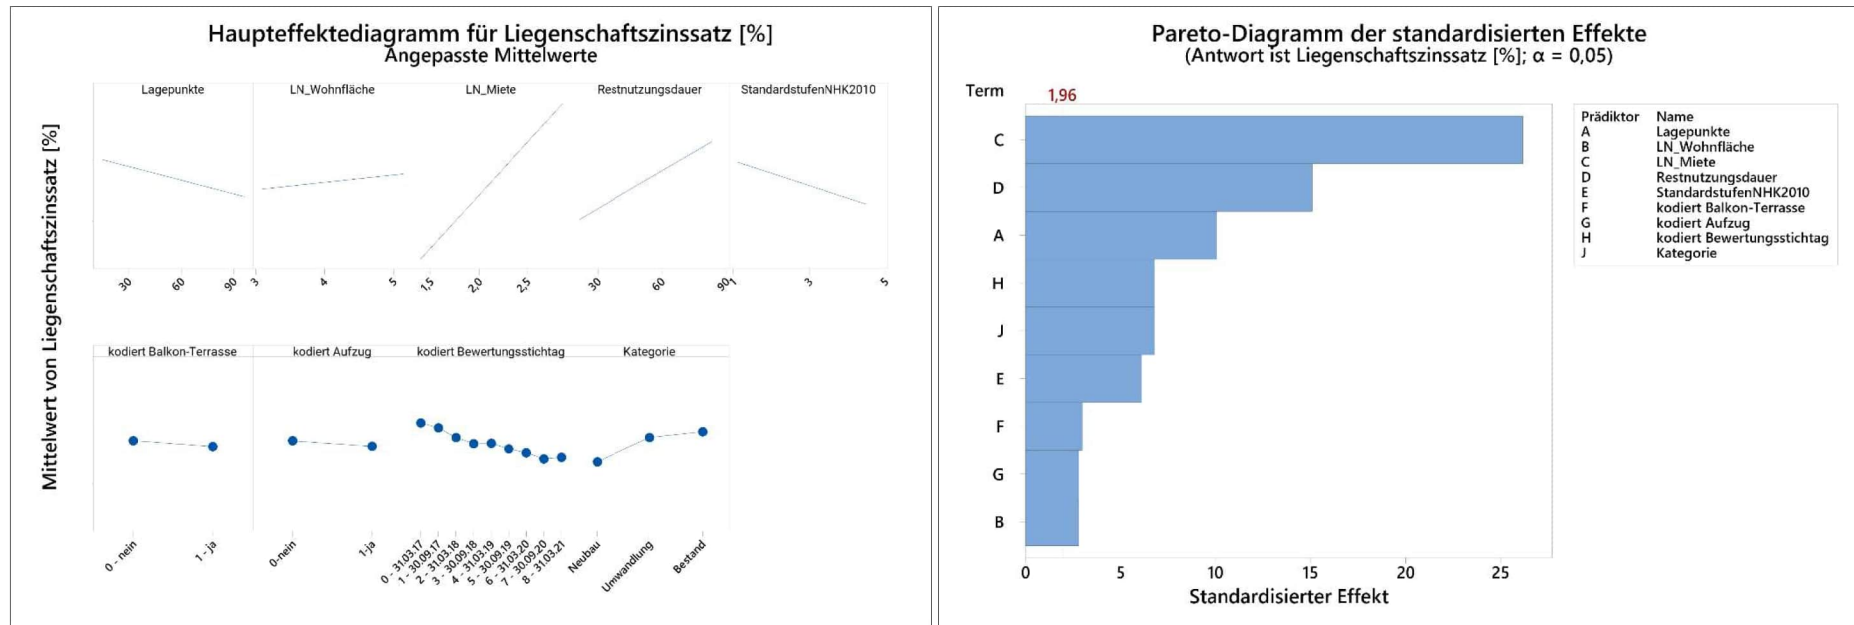 Haupteffektediagramm für Liegenschaftszinssatz [%]
Angepasste Mittelwerte
Mittelwert von Liegenschaftszinssatz [%]
Lagepunkte
LN_Wohnfläche
LN_Miete
Restnutzungsdauer
StandardstufenNHK2010
30
60
90
3
4
5
1,5
2,0
2,5
30
60
90
1
3
5
kodiert Balkon-Terrasse
kodiert Aufzug
kodiert Bewertungsstichtag
Kategorie
0 - nein
1 - ja
0-nein
1-ja
0 - 31.03.17
1 - 30.09.17
2 - 31.03.18
3 - 30.09.18
4 - 31.03.19
5 - 30.09.19
6 - 31.03.20
7 - 30.09.20
8 - 31.03.21
Neubau
Umwandlung
Bestand
Pareto-Diagramm der standardisierten Effekte
(Antwort ist Liegenschaftszinssatz [%]; α = 0,05)
Term
1,96
C
D
A
H
J
E
F
G
B
0
5
10
15
20
25
Standardisierter Effekt
Prädiktor Name
A Lagepunkte
B LN_Wohnfläche
C LN_Miete
D Restnutzungsdauer
E StandardstufenNHK2010
F kodiert Balkon-Terrasse
G kodiert Aufzug
H kodiert Bewertungsstichtag
J Kategorie